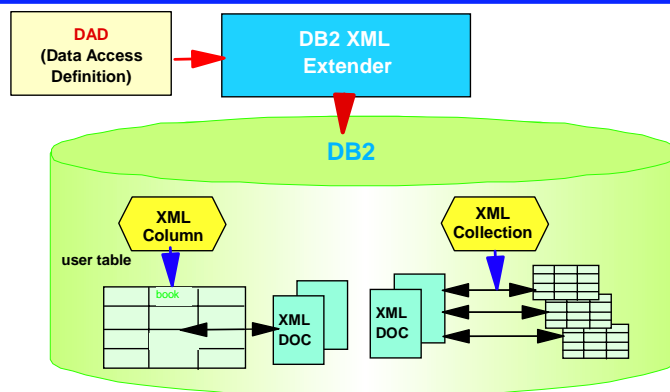 DAD
(Data Access
Definition)
DB2 XML
Extender
DB2
XML
Column
XML
Collection
user table
book
XML
DOC
XML
DOC